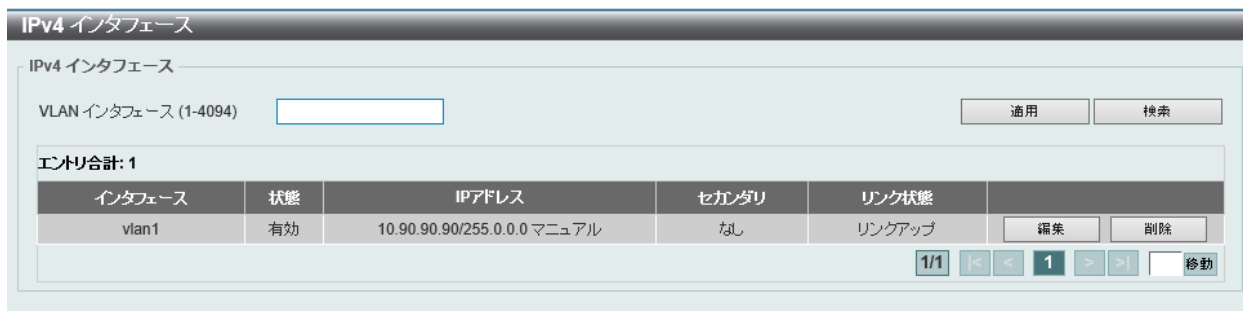 IPv4 インタフェース
IPv4 インタフェース
VLAN インタフェース (1-4094) 適用 検索
エントリ合計: 1
インタフェース 状態 IPアドレス セカンダリ リンク状態
vlan1 有効 10.90.90.90/255.0.0.0 マニュアル なし リンクアップ 編集 削除
1/1 |< < 1 > >| 移動